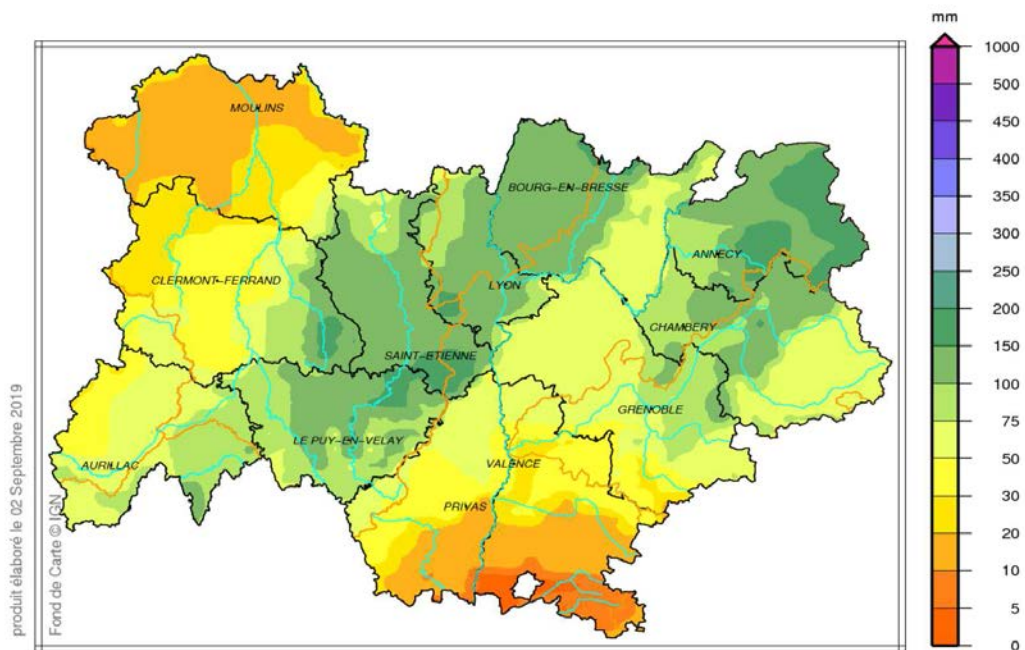 mm
1000
500
450
400
350
300
250
200
150
100
75
50
30
20
10
5
0
MOULINS
BOURG-EN-BRESSE
ANNECY
CLERMONT-FERRAND
LYON
CHAMBERY
SAINT-ETIENNE
GRENOBLE
LE PUY-EN-VELAY
AURILLAC
VALENCE
PRIVAS
produit élaboré le 02 Septembre 2019
Fond de Carte © IGN